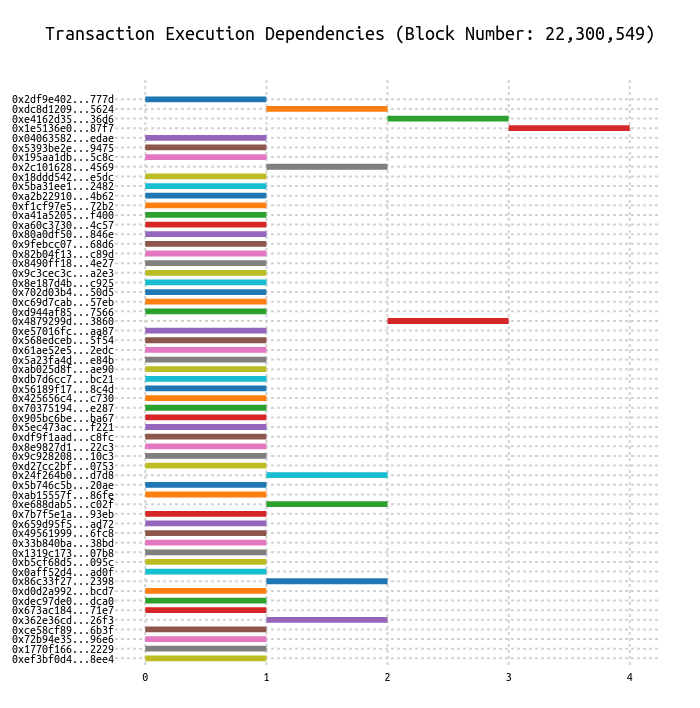 Transaction Execution Dependencies (Block Number: 22,300,549)
0x2df9e402...777d
0xdc8d1209...5624
0xe4162d35...36d6
0x1e5136e0...87f7
0x04063582...edae
0x5393be2e...9475
0x195aa1db...5c8c
0x2c101628...4569
0x18ddd542...e5dc
0x5ba31ee1...2482
0xa2b22910...4b62
0xf1cf97e5...72b2
0xa41a5205...f400
0xa60c3730...4c57
0x80a0df50...846e
0x9febcc07...68d6
0x82b04f13...c89d
0x8490ff18...4e27
0x9c3cec3c...a2e3
0x8e187d4b...c925
0x702d03b4...50d5
0xc69d7cab...57eb
0xd944af85...7566
0x4879299d...3860
0xe57016fc...aa87
0x568edceb...5f54
0x61ae52e5...2edc
0x5a23fa4d...e84b
0xab025d8f...ae90
0xdb7d6cc7...bc21
0x56189f17...8c4d
0x425656c4...c730
0x70375194...e287
0x905bc6be...ba67
0x5ec473ac...f221
0xdf9f1aad...c8fc
0x8e9827d1...22c3
0x9c928208...10c3
0xd27cc2bf...0753
0x24f264b0...d7d8
0x5b746c5b...20ae
0xab15557f...86fe
0xe688dab5...c02f
0x7b7f5e1a...93eb
0x659d95f5...ad72
0x49561999...6fc8
0x33b840ba...38bd
0x1319c173...07b8
0xb5cf68d5...095c
0x0aff52d4...ad0f
0x86c33f27...2398
0xd0d2a992...bcd7
0xdec97de0...dca0
0x673ac184...71e7
0x362e36cd...26f3
0xce58cf89...6b3f
0x72b94e35...96e6
0x1770f166...2229
0xef3bf0d4...8ee4
0 1 2 3 4